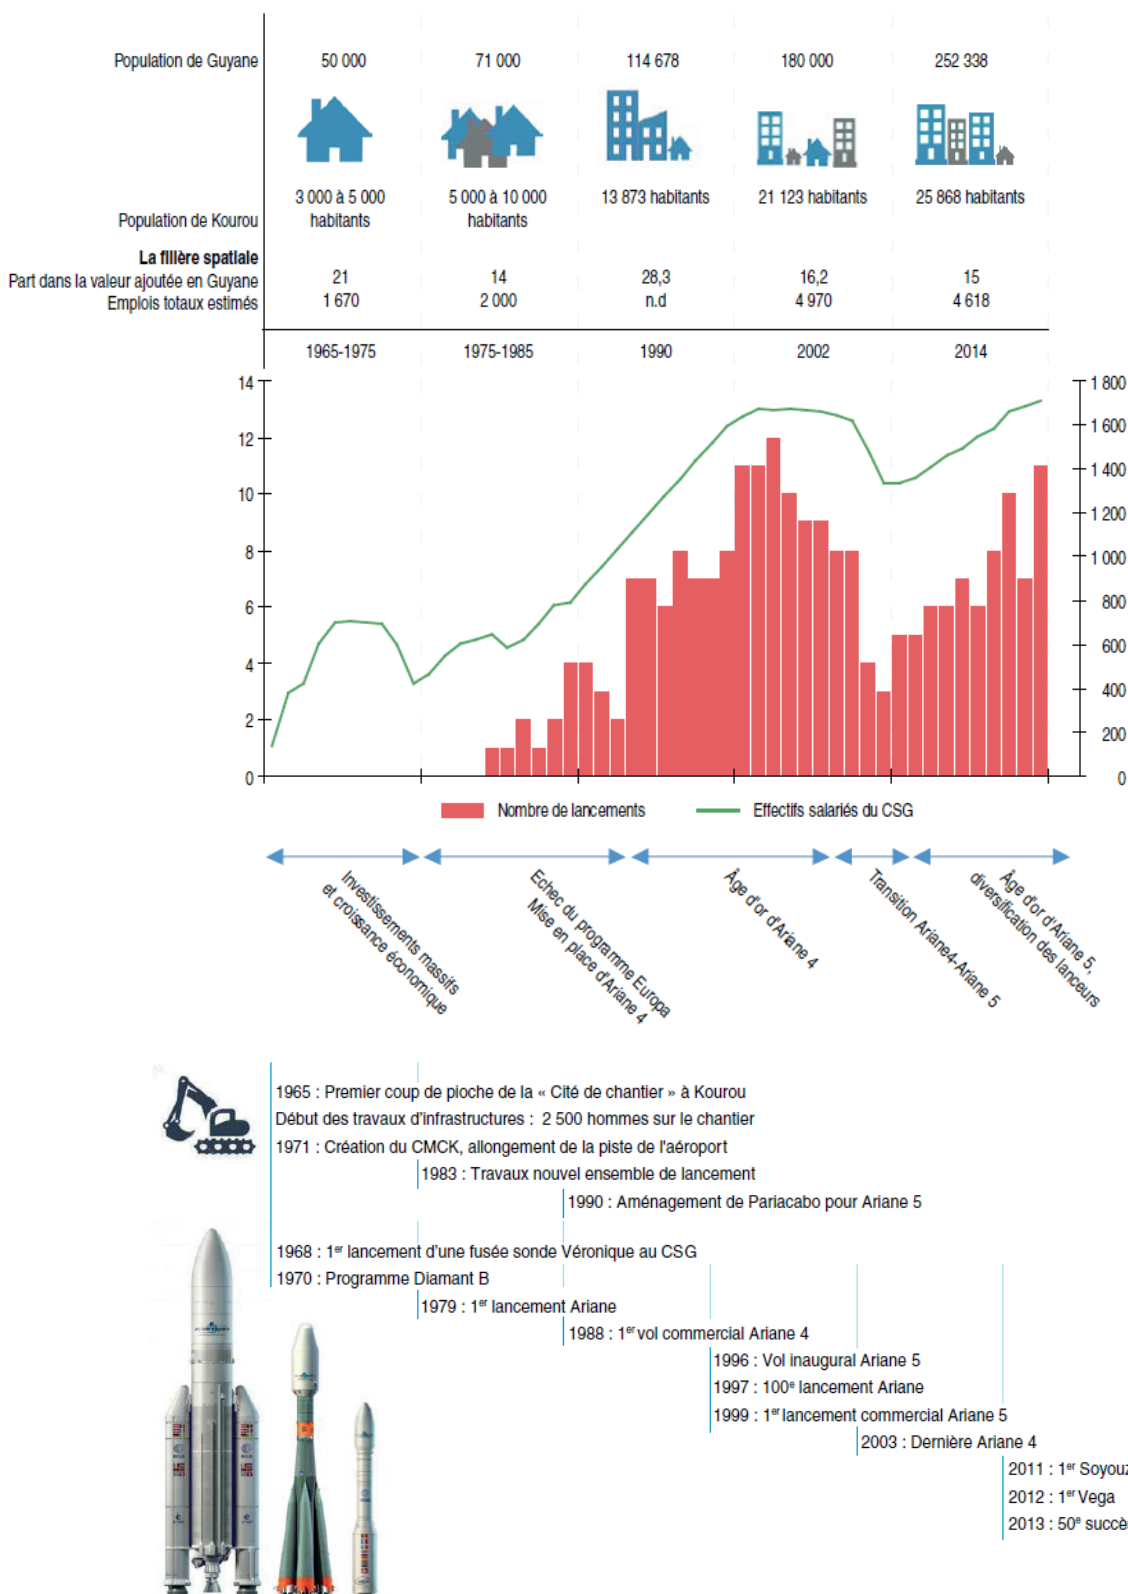 Population de Guyane 50 000 71 000 114 678 180 000 252 338
3 000 à 5 000 5 000 à 10 000 13 873 habitants 21 123 habitants 25 868 habitants
Population de Kourou habitants habitants
La filière spatiale
Part dans la valeur ajoutée en Guyane 21 14 28,3 16,2 15
Emplois totaux estimés 1 670 2 000 n.d 4 970 4 618
1965-1975 1975-1985 1990 2002 2014
14 1 800
12 1 600
10 1 400
8 1 200
6 1 000
4 800
2 600
0 400
200
0
Nombre de lancements Effectifs salariés du CSG
Investissements massifs
et croissance économique
Echec du programme Europa
Mise en place d'Ariane 4
Âge d'or d'Ariane 4
Transition Ariane4-Ariane 5
Âge d'or d'Ariane 5,
diversification des lanceurs
1965 : Premier coup de pioche de la « Cité de chantier » à Kourou
Début des travaux d'infrastructures : 2 500 hommes sur le chantier
1971 : Création du CMCK, allongement de la piste de l'aéroport
1983 : Travaux nouvel ensemble de lancement
1990 : Aménagement de Pariacabo pour Ariane 5
1968 : 1er lancement d'une fusée sonde Véronique au CSG
1970 : Programme Diamant B
1979 : 1er lancement Ariane
1988 : 1er vol commercial Ariane 4
1996 : Vol inaugural Ariane 5
1997 : 100e lancement Ariane
1999 : 1er lancement commercial Ariane 5
2003 : Dernière Ariane 4
2011 : 1er Soyouz
2012 : 1er Vega
2013 : 50e succè